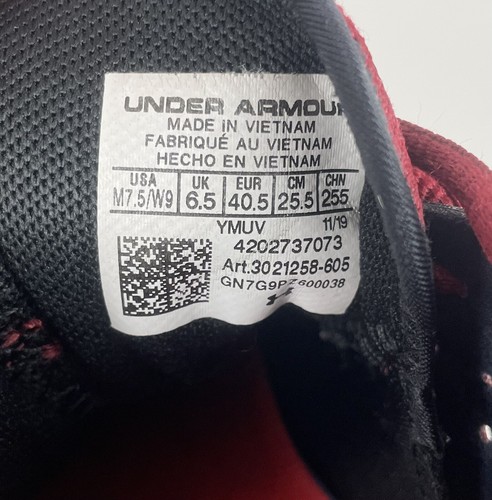 UNDER ARMOUR
MADE IN VIETNAM
FABRIQUÉ AU VIETNAM
HECHO EN VIETNAM
USA UK EUR CM CHN
M7.5/W9 6.5 40.5 25.5 255
YMUV 11/19
4202737073
Art.3021258-605